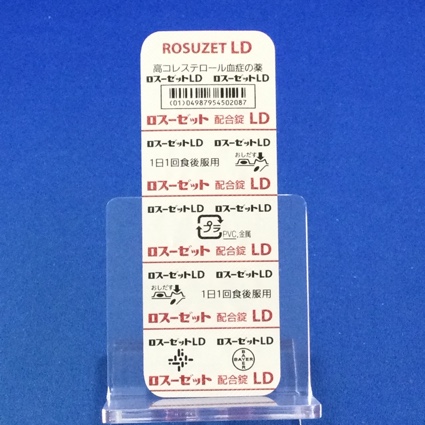 ROSUZET LD
高コレステロール血症の薬
ロスーゼットLD ロスーゼットLD
(01)04987954502087
ロスーゼット 配合錠 LD
ロスーゼットLD ロスーゼットLD
1日1回食後服用 おしだす
ロスーゼット 配合錠 LD
ロスーゼットLD ロスーゼットLD
プラ
PVC,金属
ロスーゼット 配合錠 LD
ロスーゼットLD ロスーゼットLD
おしだす 1日1回食後服用
ロスーゼット 配合錠 LD
ロスーゼットLD ロスーゼットLD
BAYER
BAYER
ロスーゼット 配合錠 LD